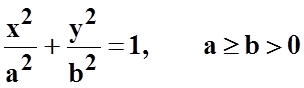 x²/a² + y²/b² = 1, a ≥ b > 0